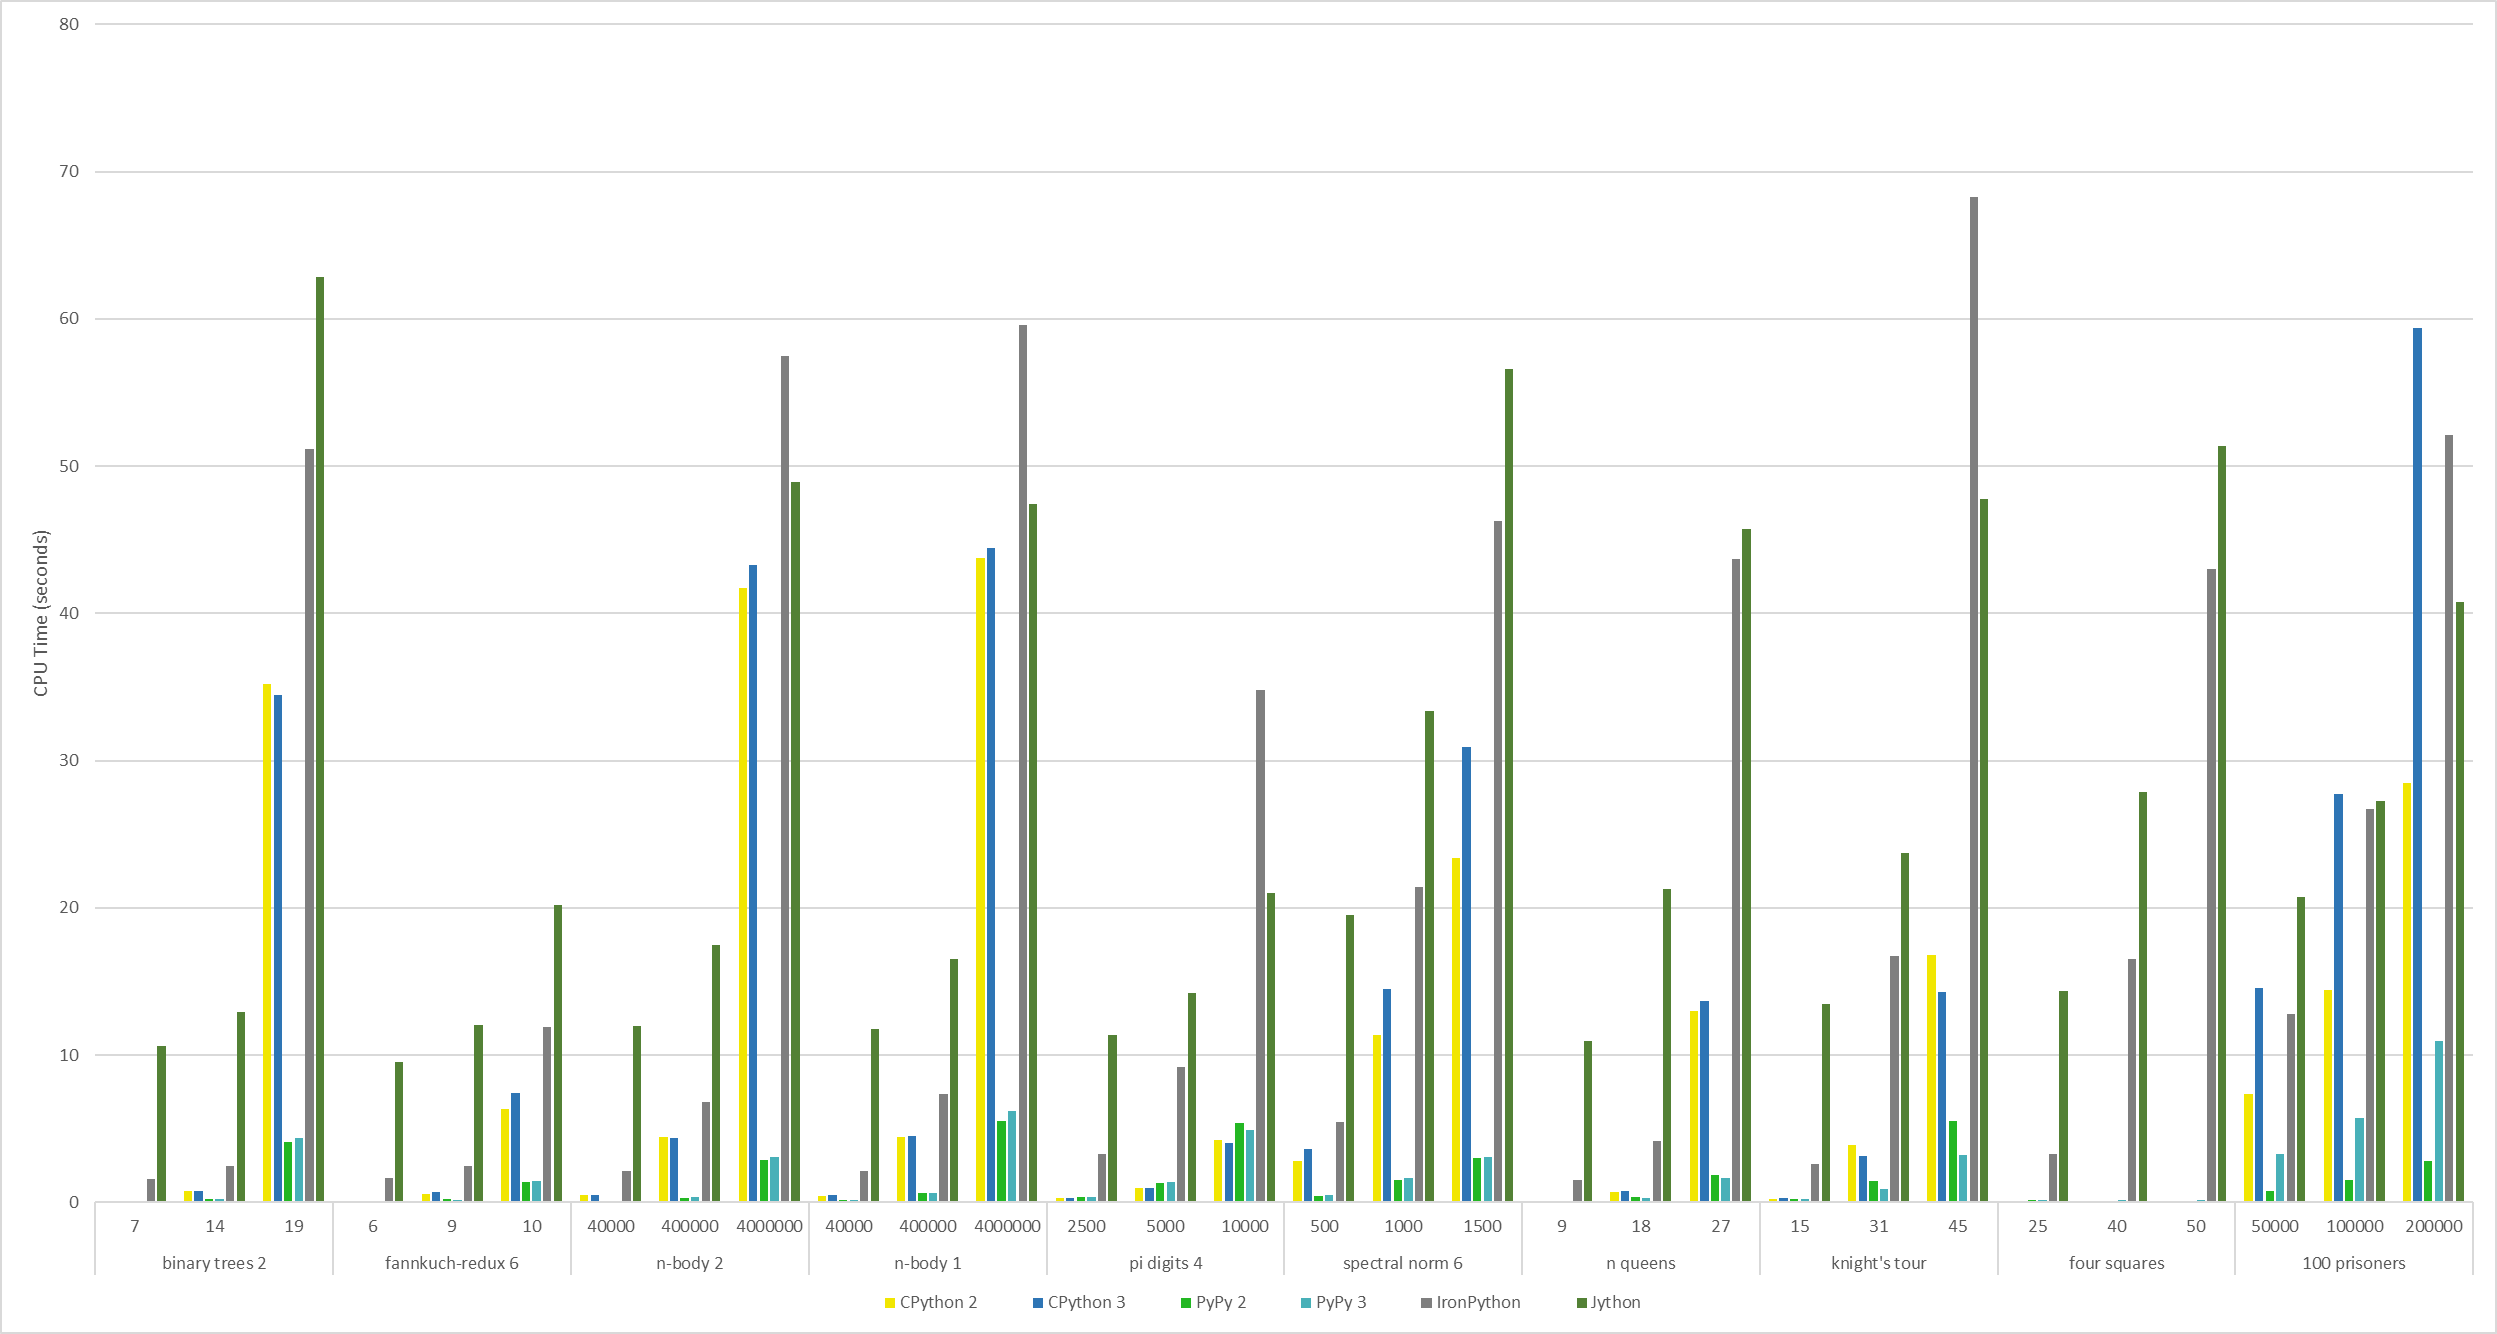 80
70
60
50
40
30
20
10
0
CPU Time (seconds)
7 14 19 6 9 10 40000 400000 4000000 40000 400000 4000000 2500 5000 10000 500 1000 1500 9 18 27 15 31 45 25 40 50 50000 100000 200000
binary trees 2 fannkuch-redux 6 n-body 2 n-body 1 pi digits 4 spectral norm 6 n queens knight's tour four squares 100 prisoners
CPython 2 CPython 3 PyPy 2 PyPy 3 IronPython Jython